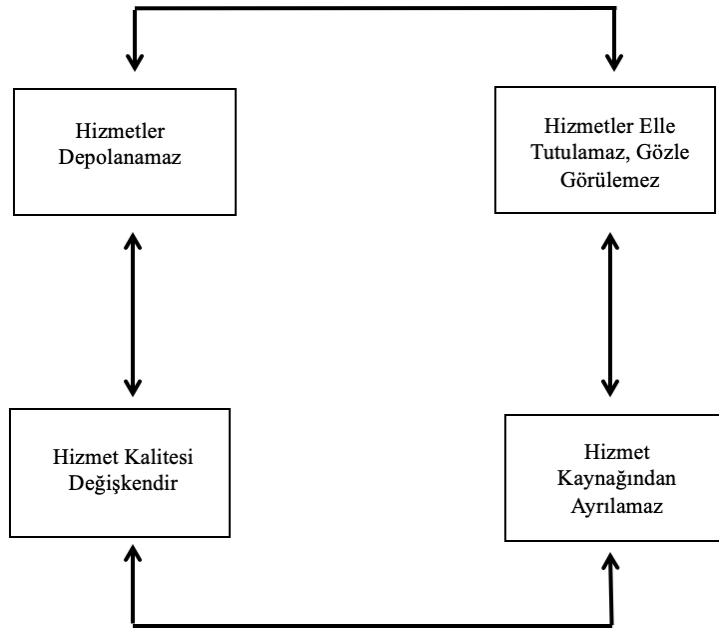 Hizmetler
Depolanamaz
Hizmetler Elle
Tutulamaz, Gözle
Görülemez
Hizmet Kalitesi
Değişkendir
Hizmet
Kaynağından
Ayrılamaz